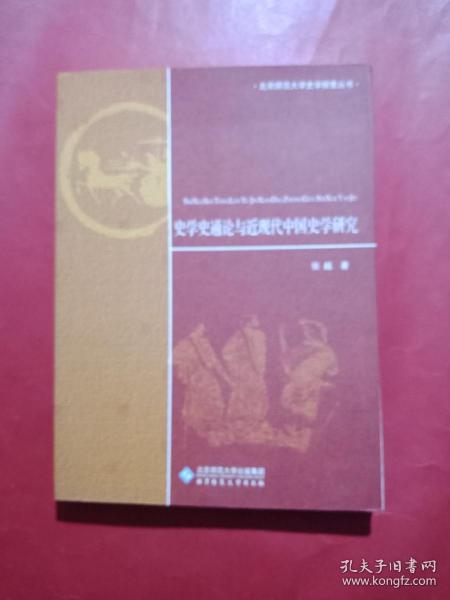 ·北京师范大学史学探索丛书·
史学史通论与近现代中国史学研究
张越 著
北京师范大学出版集团
北京师范大学出版社
孔夫子旧书网
www.kongfz.com